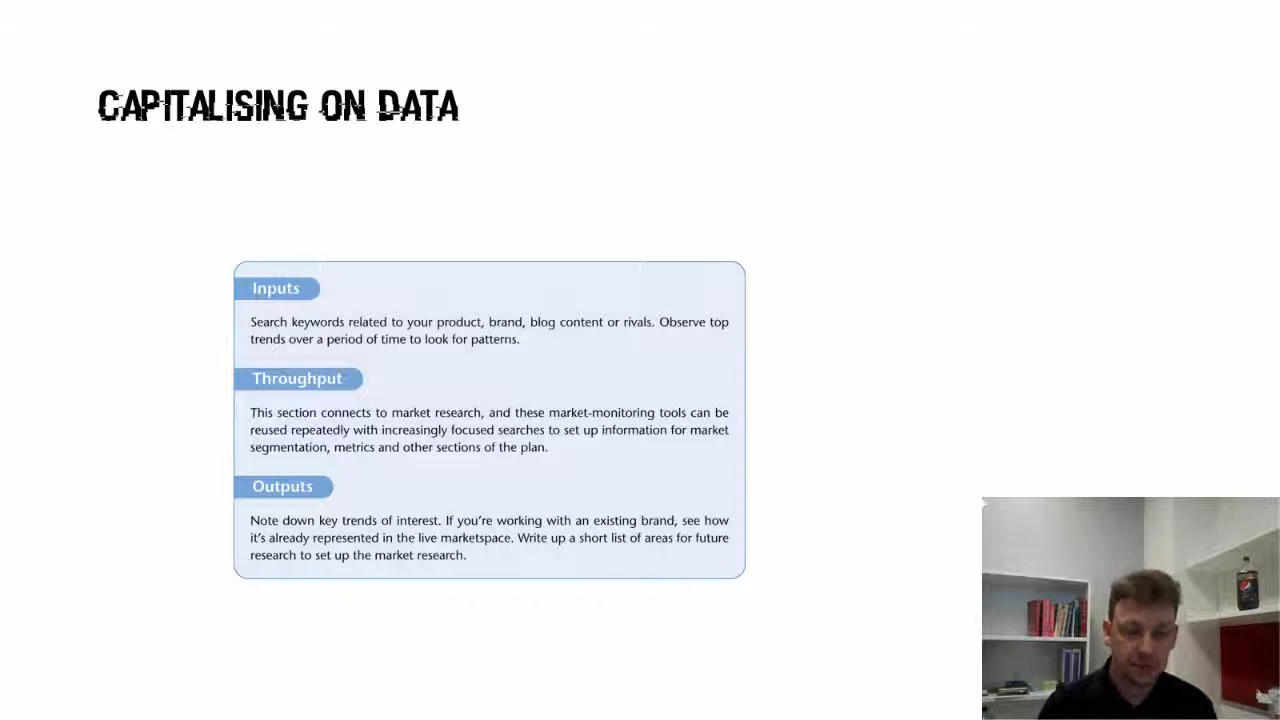 CAPITALISING ON DATA
Inputs
Search keywords related to your product, brand, blog content or rivals. Observe top
trends over a period of time to look for patterns.
Throughput
This section connects to market research, and these market-monitoring tools can be
reused repeatedly with increasingly focused searches to set up information for market
segmentation, metrics and other sections of the plan.
Outputs
Note down key trends of interest. If you're working with an existing brand, see how
it's already represented in the live marketspace. Write up a short list of areas for future
research to set up the market research.